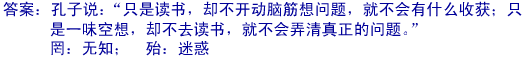 答案：孔子说：“只是读书，却不开动脑筋想问题，就不会有什么收获；只
是一味空想，却不去读书，就不会弄清真正的问题。”
罔：无知；　殆：迷惑